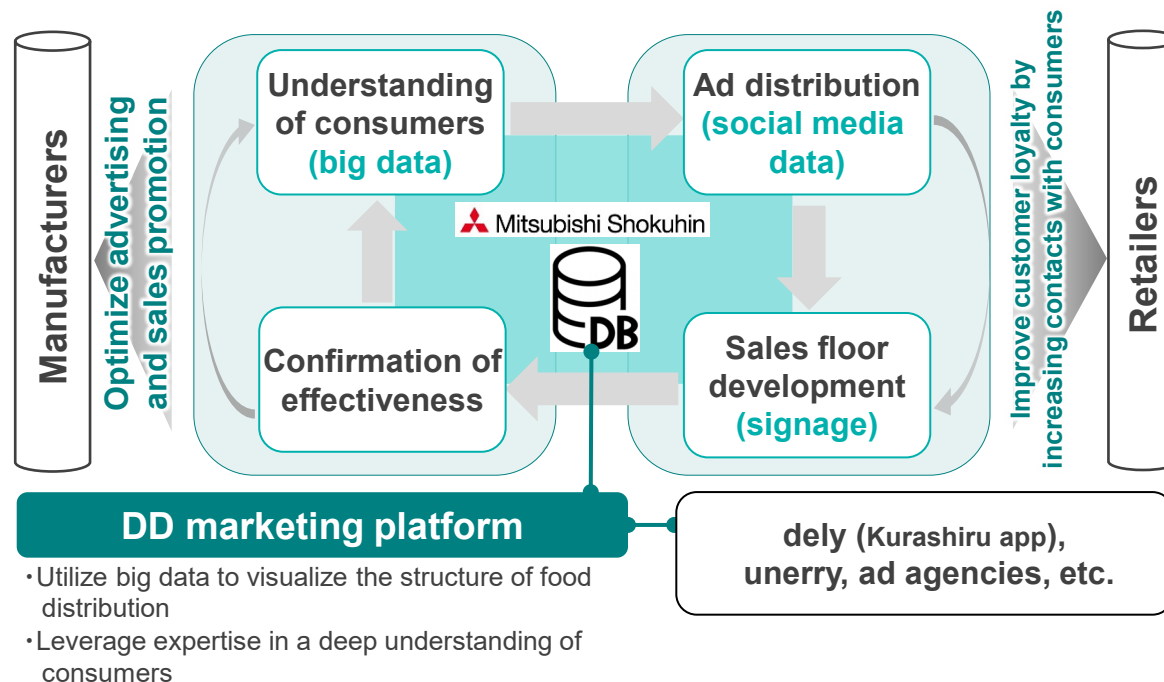 Manufacturers
Optimize advertising
and sales promotion
Understanding
of consumers
(big data)
Ad distribution
(social media
data)
Mitsubishi Shokuhin
DB
Confirmation of
effectiveness
Sales floor
development
(signage)
Improve customer loyalty by
increasing contacts with consumers
Retailers
DD marketing platform
dely (Kurashiru app),
unerry, ad agencies, etc.
・Utilize big data to visualize the structure of food
distribution
・Leverage expertise in a deep understanding of
consumers